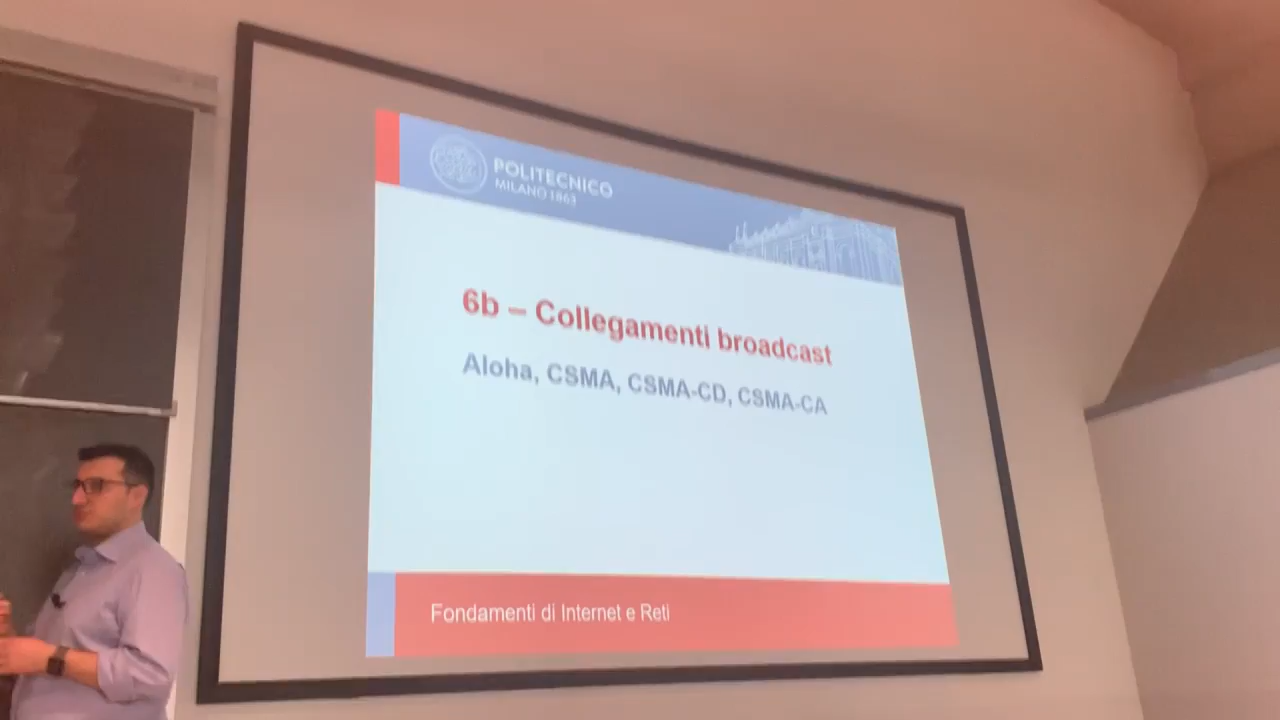 POLITECNICO
MILANO 1863
6b – Collegamenti broadcast
Aloha, CSMA, CSMA-CD, CSMA-CA
Fondamenti di Internet e Reti